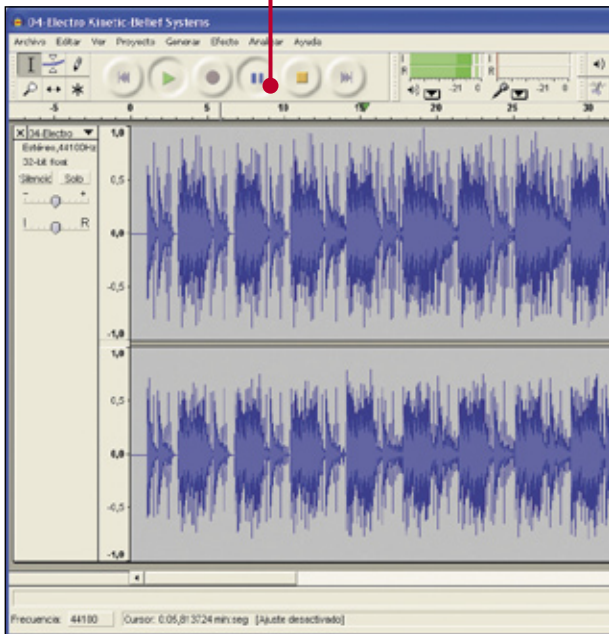 04-Electro Kinetic-Belief Systems
Archivo Editar Ver Proyecto Generar Efecto Analizar Ayuda
I
R
-21 0
I
R
-21 0
-5 0 5 10 15 20 25 30
04-Electro
Estéreo,44100Hz
32-bit float
Silencio Solo
- +
I R
1,0
0,5
0,0
-0,5
-1,0
1,0
0,5
0,0
-0,5
-1,0
Frecuencia: 44100 Cursor: 0:05,813724 min:seg [Ajuste desactivado]